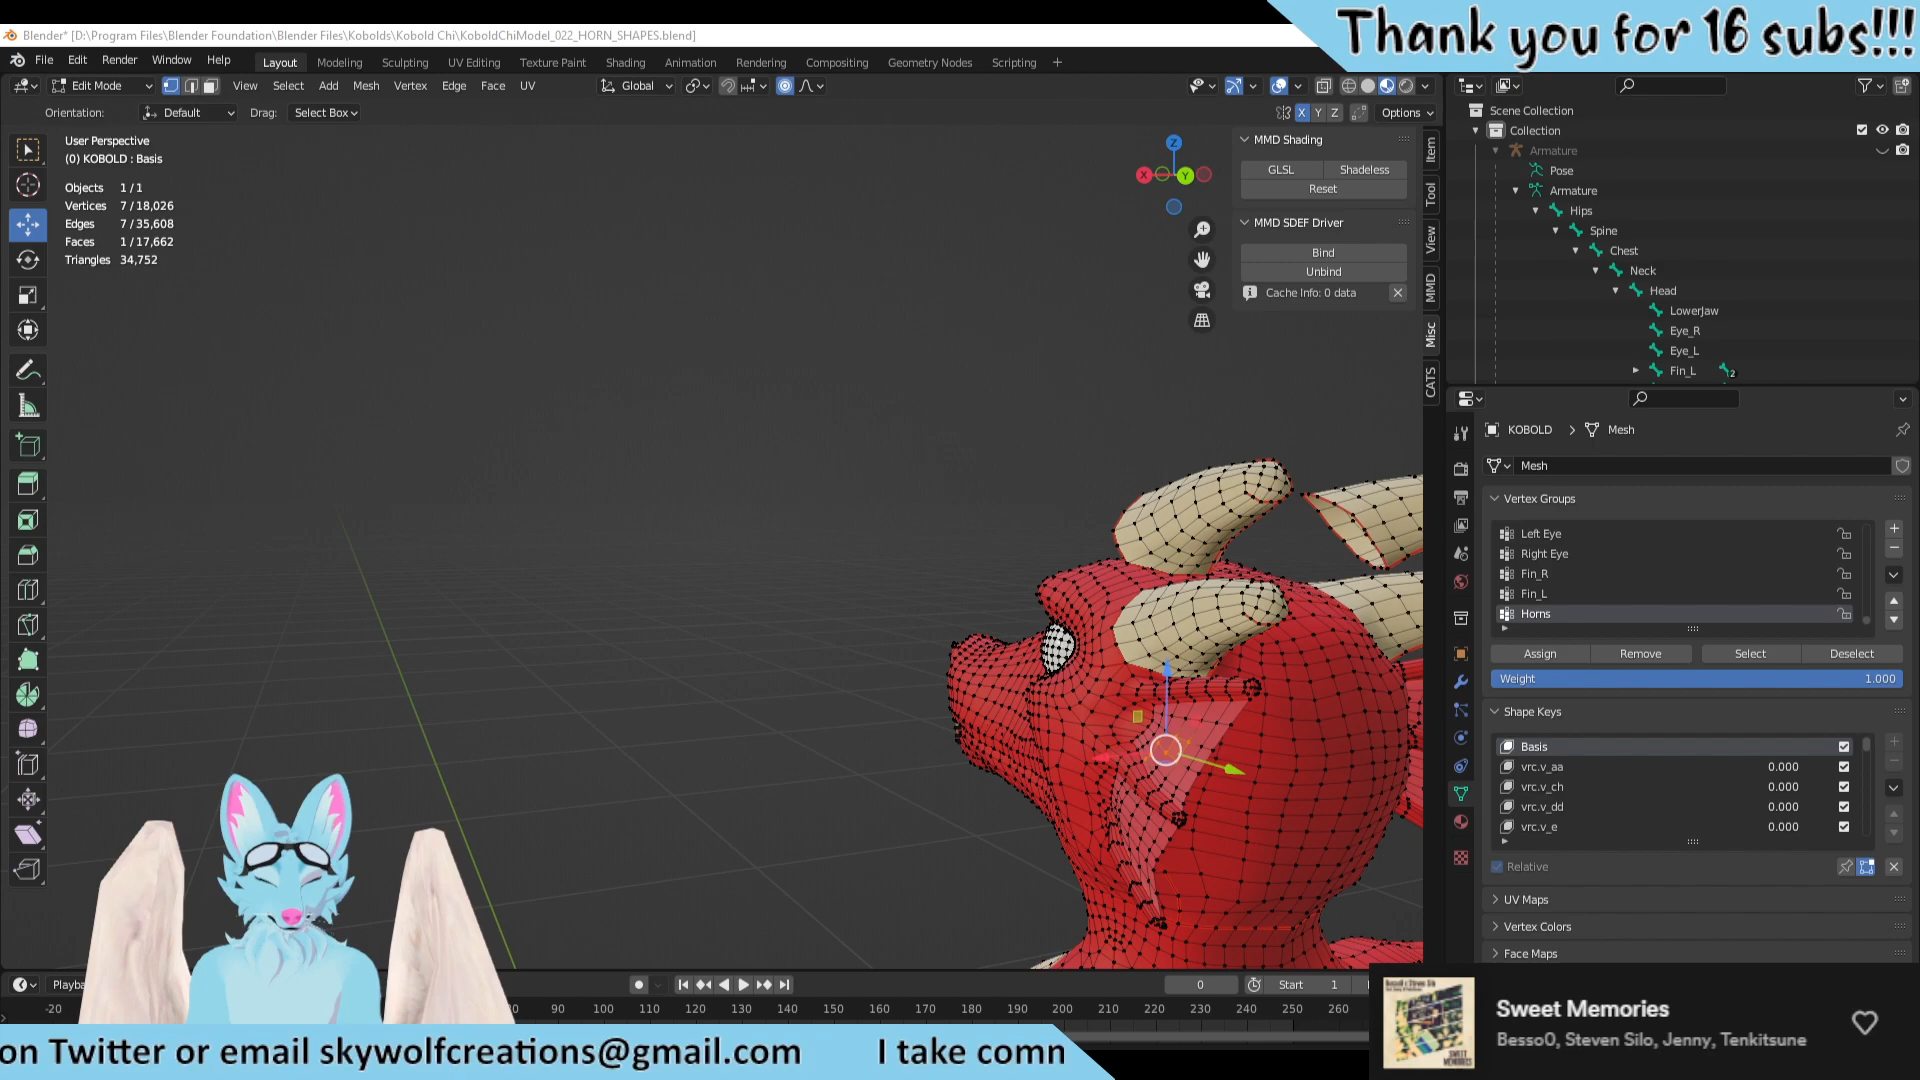 Thank you for 16 subs!!!
Blender* [D:\Program Files\Blender Foundation\Blender Files\Kobolds\Kobold Chi\KoboldChiModel_022_HORN_SHAPES.blend]
File Edit Render Window Help Layout Modeling Sculpting UV Editing Texture Paint Shading Animation Rendering Compositing Geometry Nodes Scripting +
Edit Mode View Select Add Mesh Vertex Edge Face UV Global
Orientation: Default Drag: Select Box X Y Z Options
User Perspective
(0) KOBOLD : Basis
Objects 1 / 1
Vertices 7 / 18,026
Edges 7 / 35,608
Faces 1 / 17,662
Triangles 34,752
Z
X
Y
MMD Shading
GLSL Shadeless
Reset
MMD SDEF Driver
Bind
Unbind
Cache Info: 0 data
Item
Tool
View
MMD
Misc
CATS
Scene Collection
Collection
Armature
Pose
Armature
Hips
Spine
Chest
Neck
Head
LowerJaw
Eye_R
Eye_L
Fin_L 2
KOBOLD > Mesh
Mesh
Vertex Groups
Left Eye
Right Eye
Fin_R
Fin_L
Horns
Assign Remove Select Deselect
Weight 1.000
Shape Keys
Basis
vrc.v_aa 0.000
vrc.v_ch 0.000
vrc.v_dd 0.000
vrc.v_e 0.000
Relative
UV Maps
Vertex Colors
Face Maps
Playba 0 Start 1
-20 80 90 100 110 120 130 140 150 160 170 180 190 200 210 220 230 240 250 260
on Twitter or email skywolfcreations@gmail.com I take comn
Sweet Memories
BessoO, Steven Silo, Jenny, Tenkitsune